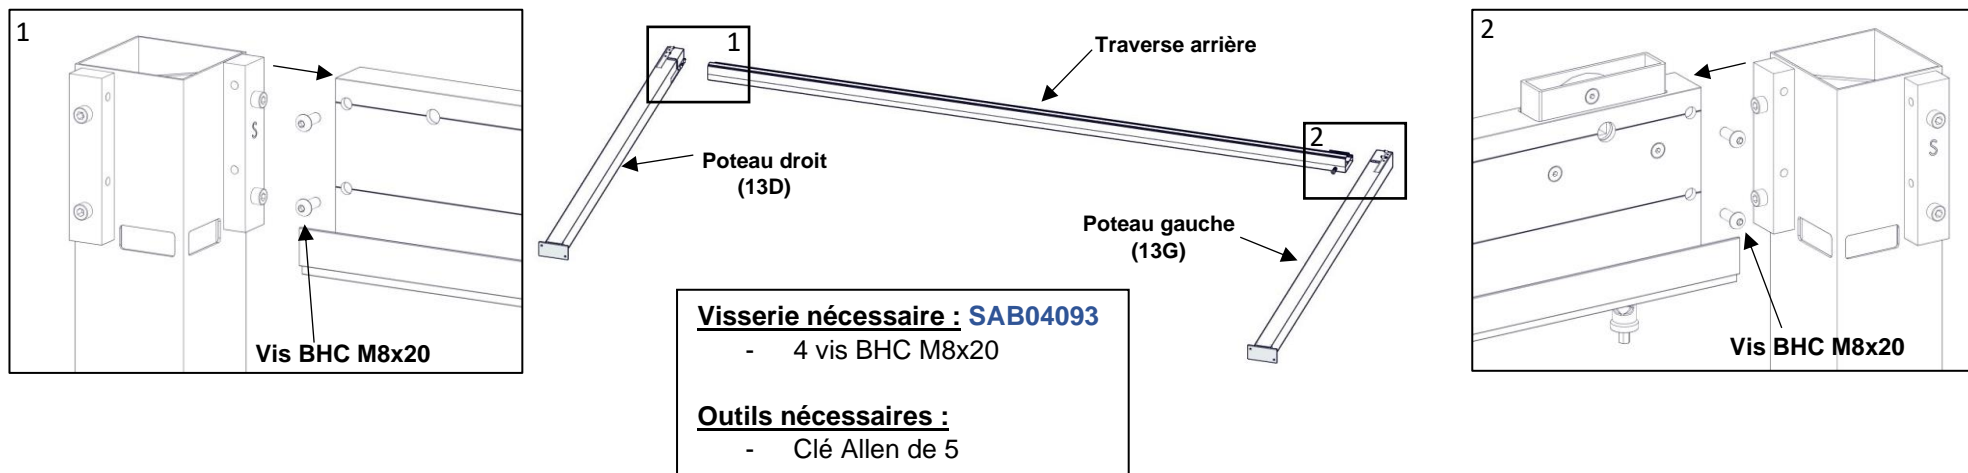 1
S
Vis BHC M8x20
1
Traverse arrière
Poteau droit
(13D)
2
Poteau gauche
(13G)
Visserie nécessaire : SAB04093
- 4 vis BHC M8x20
Outils nécessaires :
- Clé Allen de 5
2
S
Vis BHC M8x20